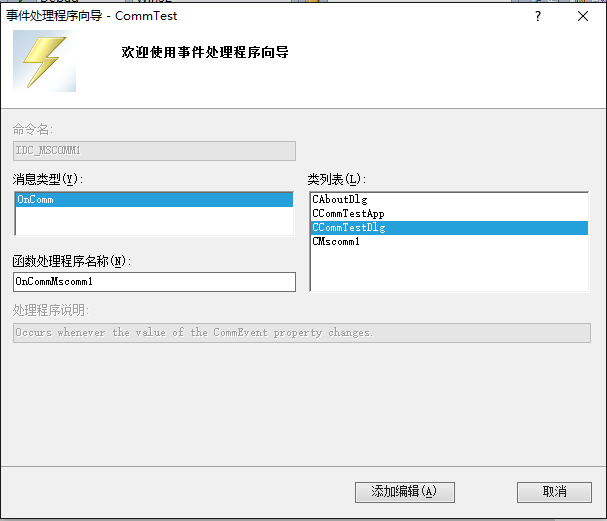 事件处理程序向导 - CommTest
?
欢迎使用事件处理程序向导
命令名:
IDC_MSCOMM1
消息类型(Y):
OnComm
类列表(L):
CAboutDlg
CCommTestApp
CCommTestDlg
CMscomm1
函数处理程序名称(N):
OnCommMscomm1
处理程序说明:
Occurs whenever the value of the CommEvent property changes.
添加编辑(A)
取消